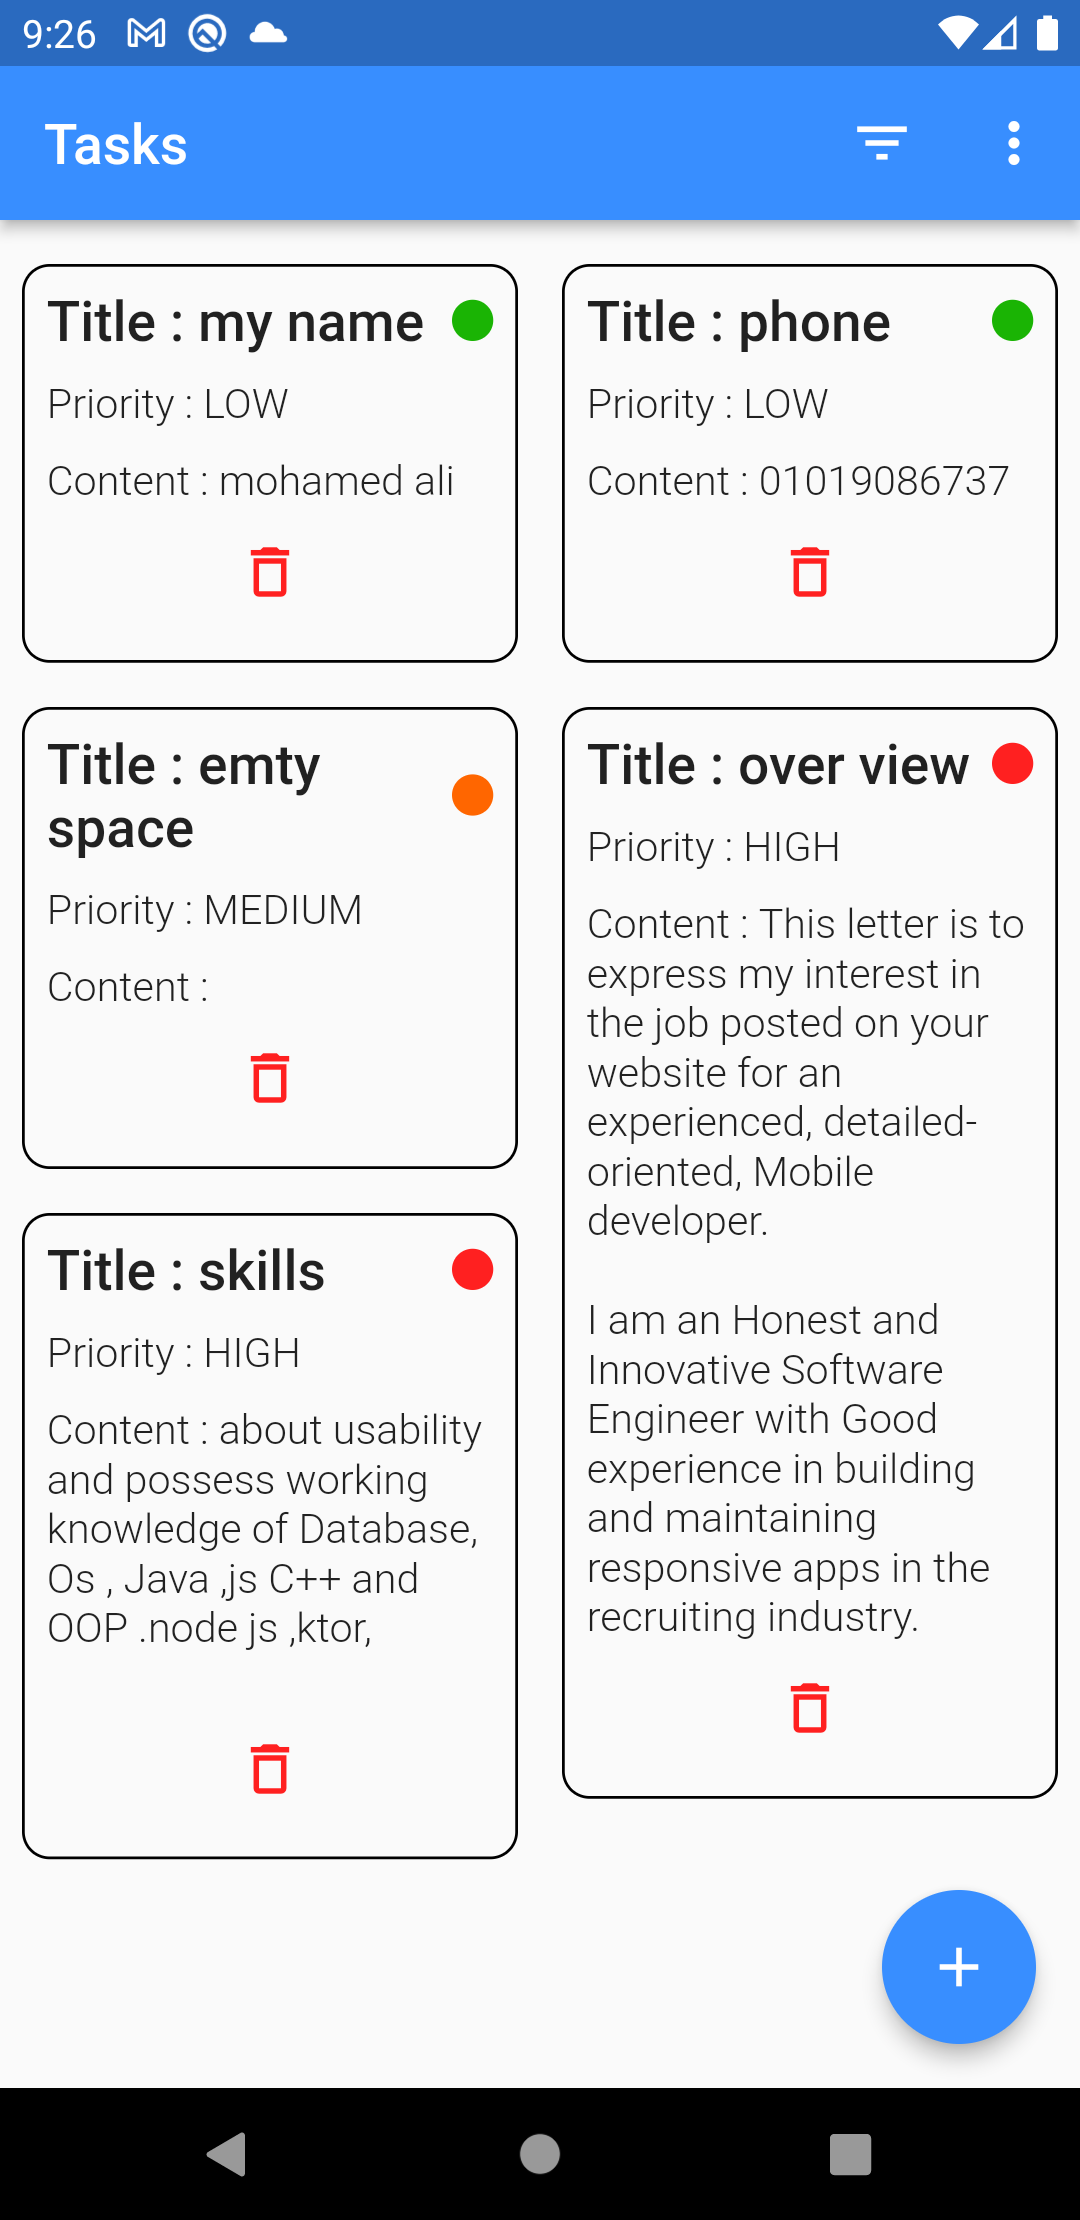 9:26
Tasks
Title : my name
Priority : LOW
Content : mohamed ali
Title : phone
Priority : LOW
Content : 01019086737
Title : emty
space
Priority : MEDIUM
Content :
Title : over view
Priority : HIGH
Content : This letter is to
express my interest in
the job posted on your
website for an
experienced, detailed-
oriented, Mobile
developer.
I am an Honest and
Innovative Software
Engineer with Good
experience in building
and maintaining
responsive apps in the
recruiting industry.
Title : skills
Priority : HIGH
Content : about usability
and possess working
knowledge of Database,
Os , Java ,js C++ and
OOP .node js ,ktor,